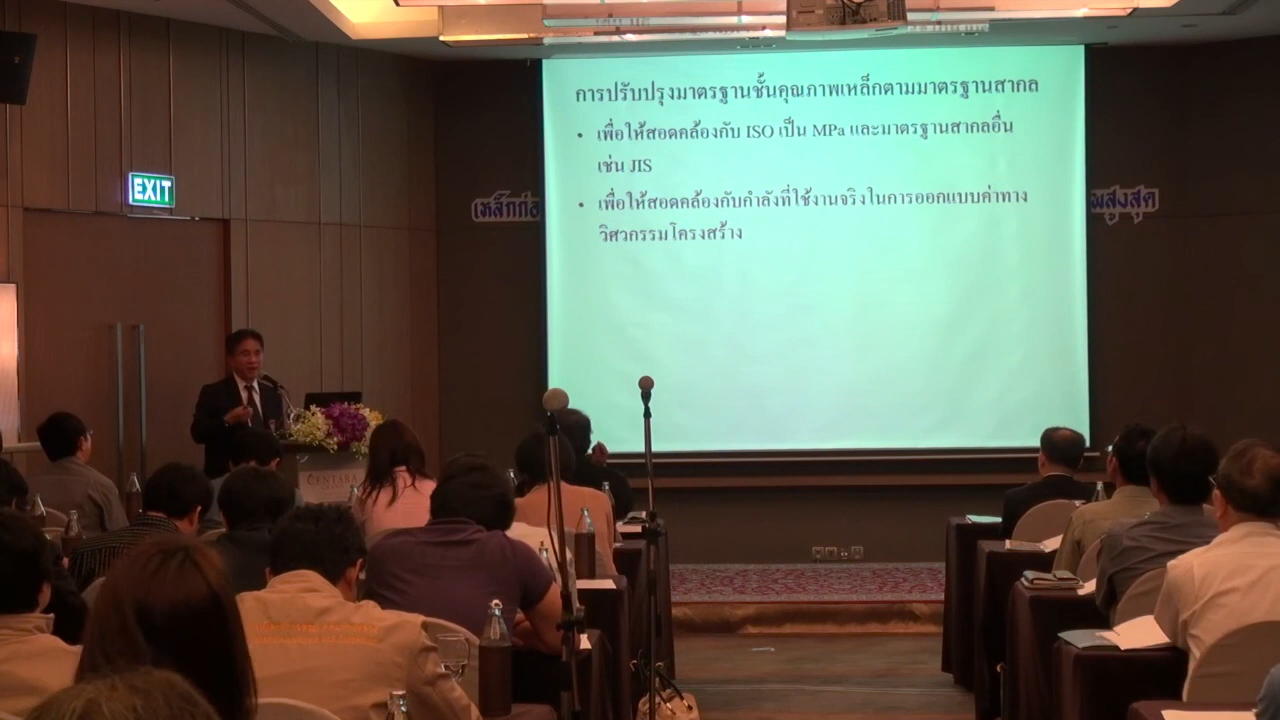 การปรับปรุงมาตรฐานชั้นคุณภาพเหล็กตามมาตรฐานสากล
• เพื่อให้สอดคล้องกับ ISO เป็น MPa และมาตรฐานสากลอื่น
เช่น JIS
• เพื่อให้สอดคล้องกับกำลังที่ใช้งานจริงในการออกแบบค่าทาง
วิศวกรรมโครงสร้าง
EXIT
CENTARA